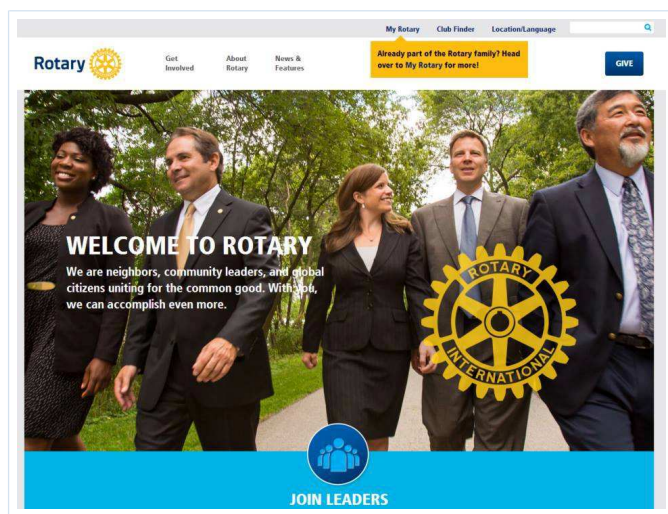 My Rotary Club Finder Location/Language
Already part of the Rotary family? Head
over to My Rotary for more!
Rotary
Get
Involved
About
Rotary
News &
Features
GIVE
WELCOME TO ROTARY
We are neighbors, community leaders, and global
citizens uniting for the common good. With you,
we can accomplish even more.
ROTARY
INTERNATIONAL
JOIN LEADERS